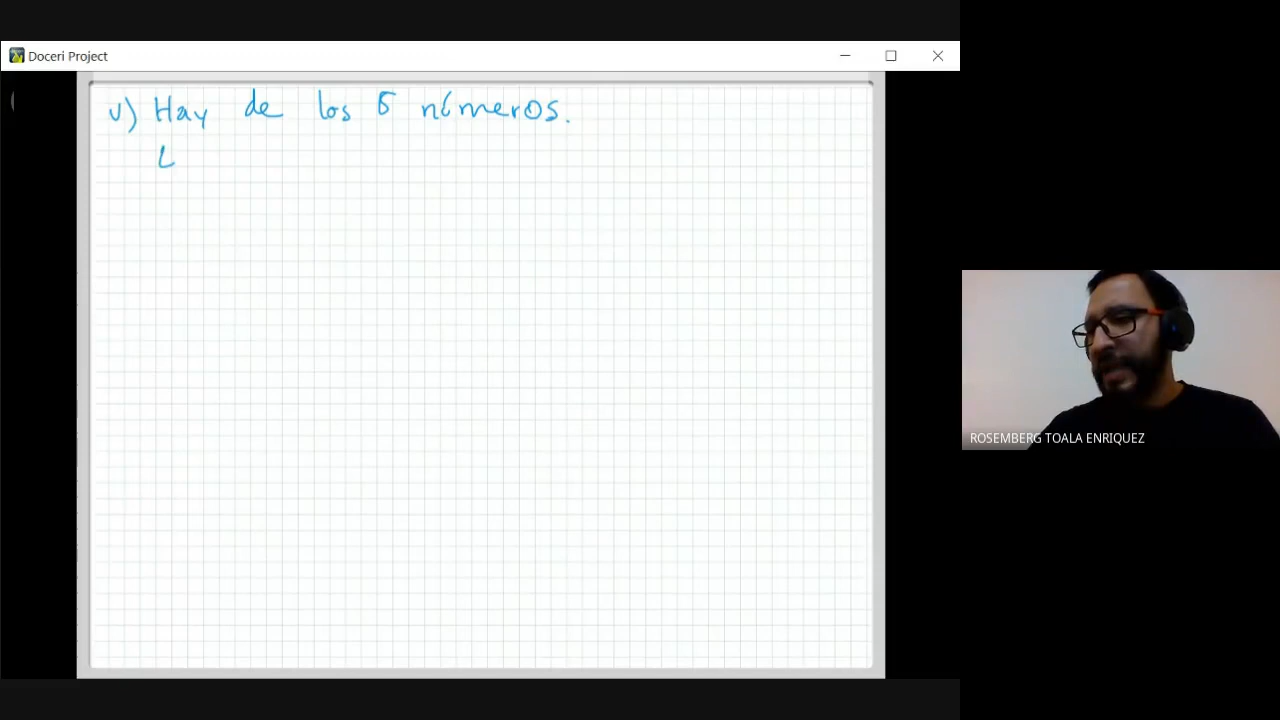 Doceri Project
v) Hay de los 5 números.
L
ROSEMBERG TOALA ENRIQUEZ